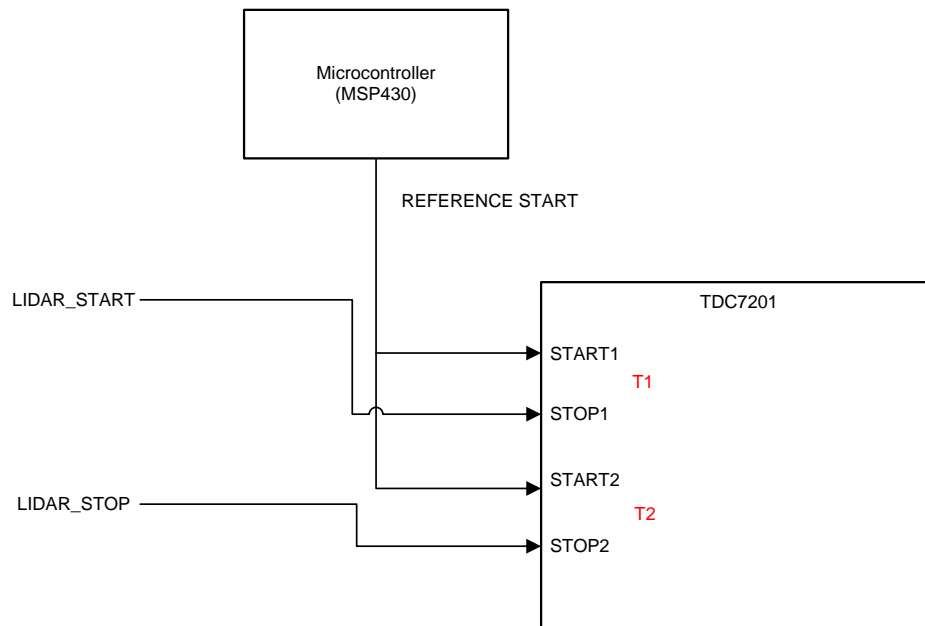 Microcontroller
(MSP430)
REFERENCE START
LIDAR_START
TDC7201
START1
T1
STOP1
START2
LIDAR_STOP
T2
STOP2